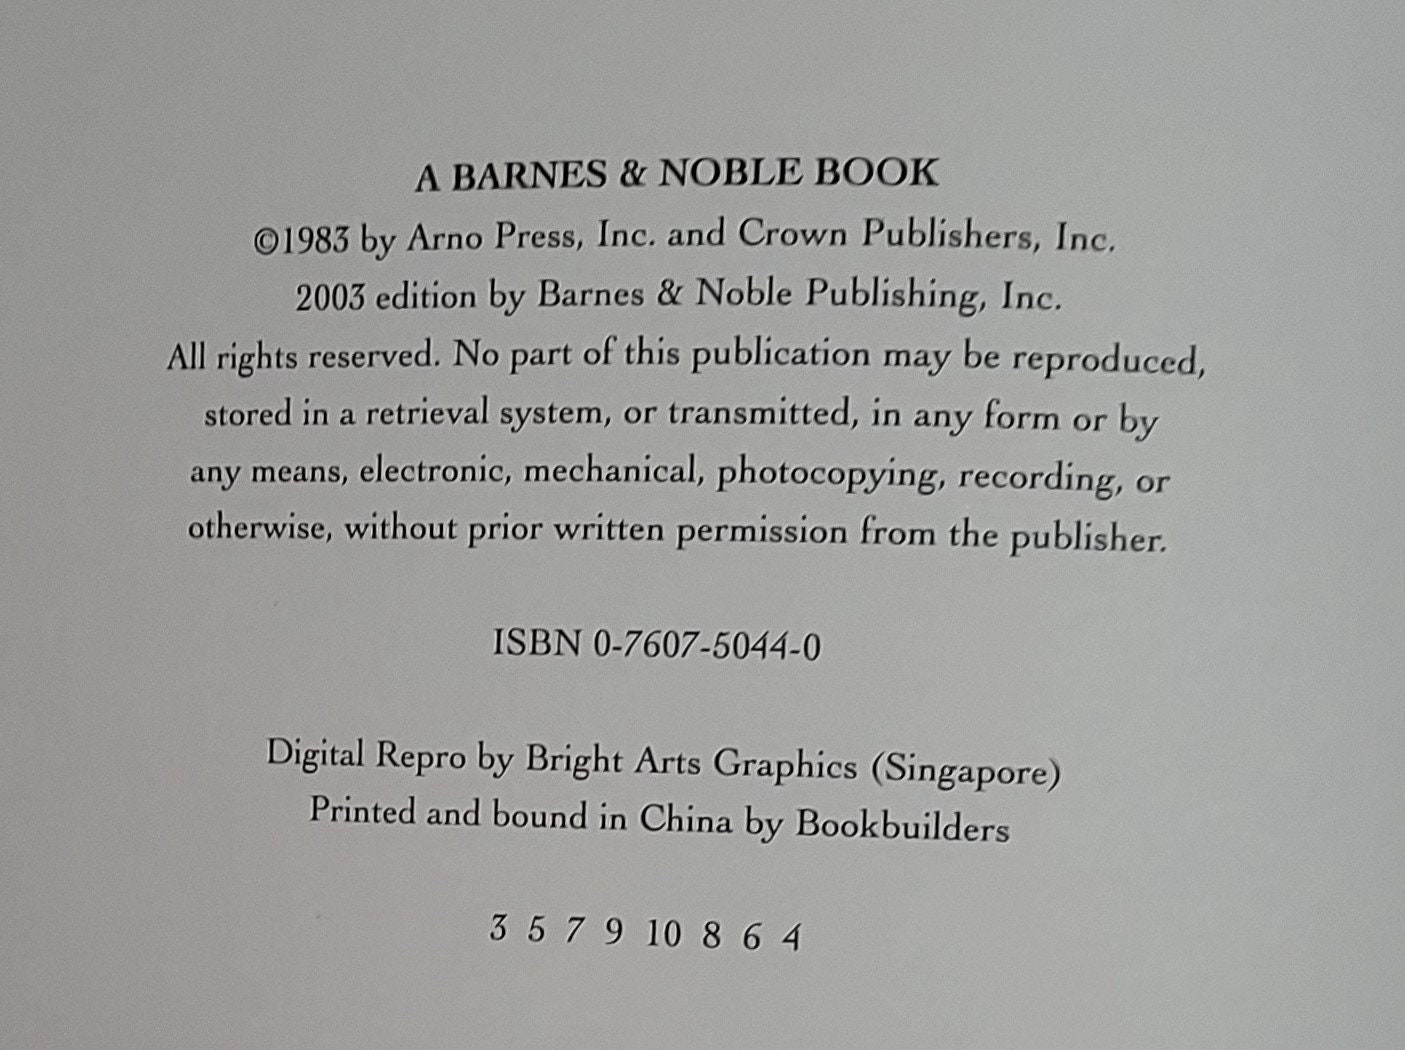 A BARNES & NOBLE BOOK
©1983 by Arno Press, Inc. and Crown Publishers, Inc.
2003 edition by Barnes & Noble Publishing, Inc.
All rights reserved. No part of this publication may be reproduced,
stored in a retrieval system, or transmitted, in any form or by
any means, electronic, mechanical, photocopying, recording, or
otherwise, without prior written permission from the publisher.
ISBN 0-7607-5044-0
Digital Repro by Bright Arts Graphics (Singapore)
Printed and bound in China by Bookbuilders
3 5 7 9 10 8 6 4